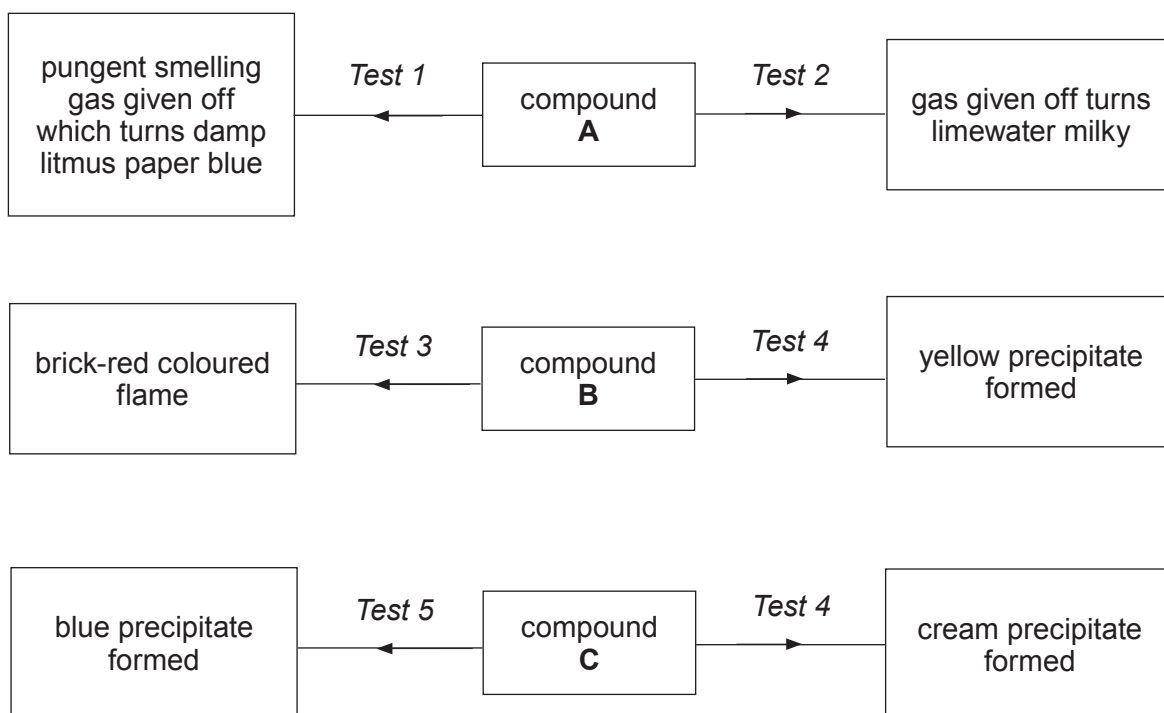 pungent smelling
gas given off
which turns damp
litmus paper blue
Test 1
compound
A
Test 2
gas given off turns
limewater milky
brick-red coloured
flame
Test 3
compound
B
Test 4
yellow precipitate
formed
blue precipitate
formed
Test 5
compound
C
Test 4
cream precipitate
formed